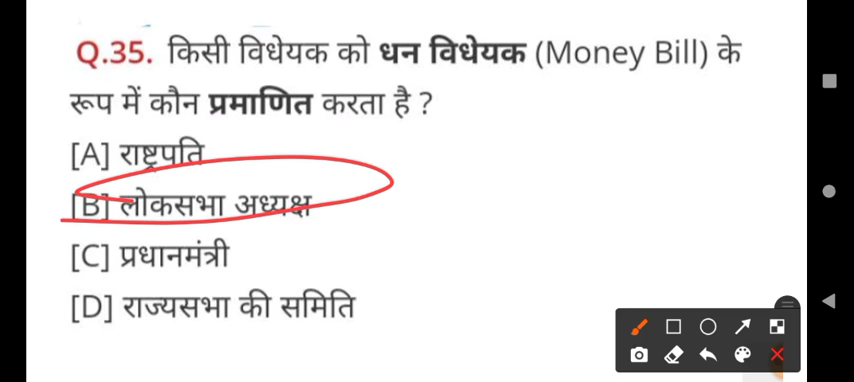 Q.35. किसी विधेयक को धन विधेयक (Money Bill) के
रूप में कौन प्रमाणित करता है ?
[A] राष्ट्रपति
[B] लोकसभा अध्यक्ष
[C] प्रधानमंत्री
[D] राज्यसभा की समिति